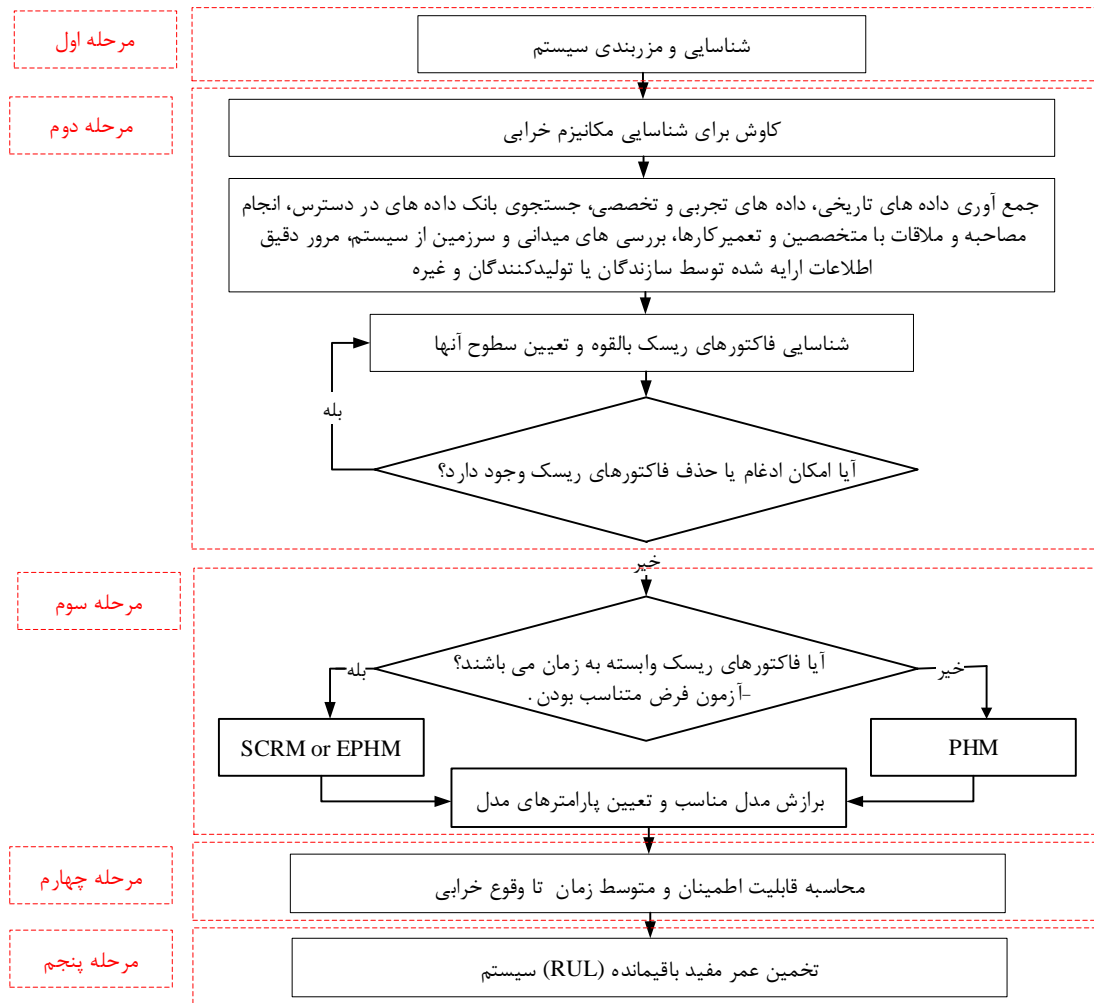 مرحله اول
شناسایی و مزربندی سیستم
مرحله دوم
کاوش برای شناسایی مکانیزم خرابی
جمع آوری داده های تاریخی، داده های تجربی و تخصصی، جستجوی بانک داده های در دسترس، انجام
مصاحبه و ملاقات با متخصصین و تعمیرکارها، بررسی های میدانی و سرزمین از سیستم، مرور دقیق
اطلاعات ارایه شده توسط سازندگان یا تولیدکنندگان و غیره
شناسایی فاکتورهای ریسک بالقوه و تعیین سطوح آنها
بله
آیا امکان ادغام یا حذف فاکتورهای ریسک وجود دارد؟
خیر
مرحله سوم
آیا فاکتورهای ریسک وابسته به زمان می باشند؟
-آزمون فرض متناسب بودن .
خیر
بله
PHM
SCRM or EPHM
برازش مدل مناسب و تعیین پارامترهای مدل
مرحله چهارم
محاسبه قابلیت اطمینان و متوسط زمان تا وقوع خرابی
مرحله پنجم
تخمین عمر مفید باقیمانده (RUL) سیستم